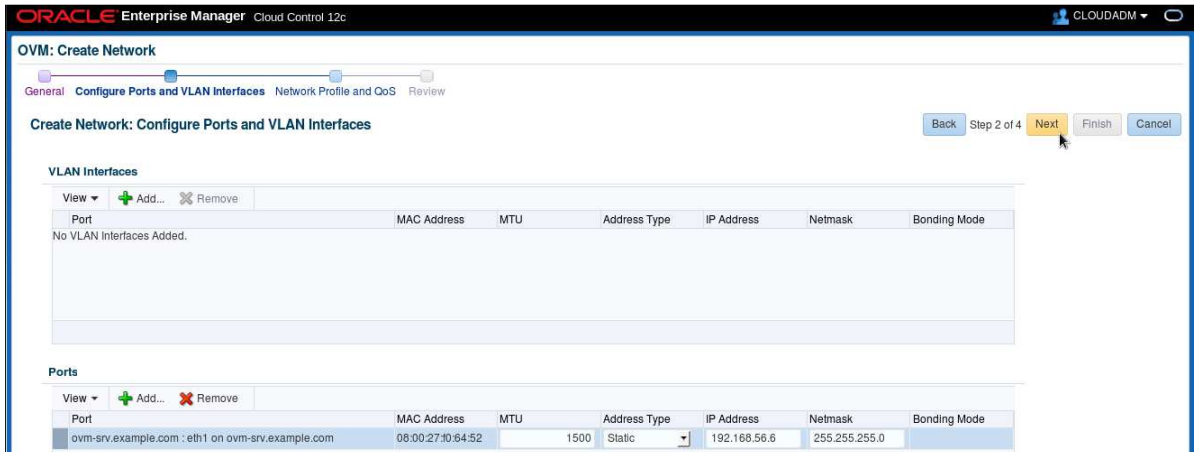 ORACLE Enterprise Manager Cloud Control 12c CLOUDADM
OVM: Create Network
General Configure Ports and VLAN Interfaces Network Profile and QoS Review
Create Network: Configure Ports and VLAN Interfaces Back Step 2 of 4 Next Finish Cancel
VLAN Interfaces
View Add... Remove
Port MAC Address MTU Address Type IP Address Netmask Bonding Mode
No VLAN Interfaces Added.
Ports
View Add... Remove
Port MAC Address MTU Address Type IP Address Netmask Bonding Mode
ovm-srv.example.com : eth1 on ovm-srv.example.com 08:00:27:f0:64:52 1500 Static 192.168.56.6 255.255.255.0